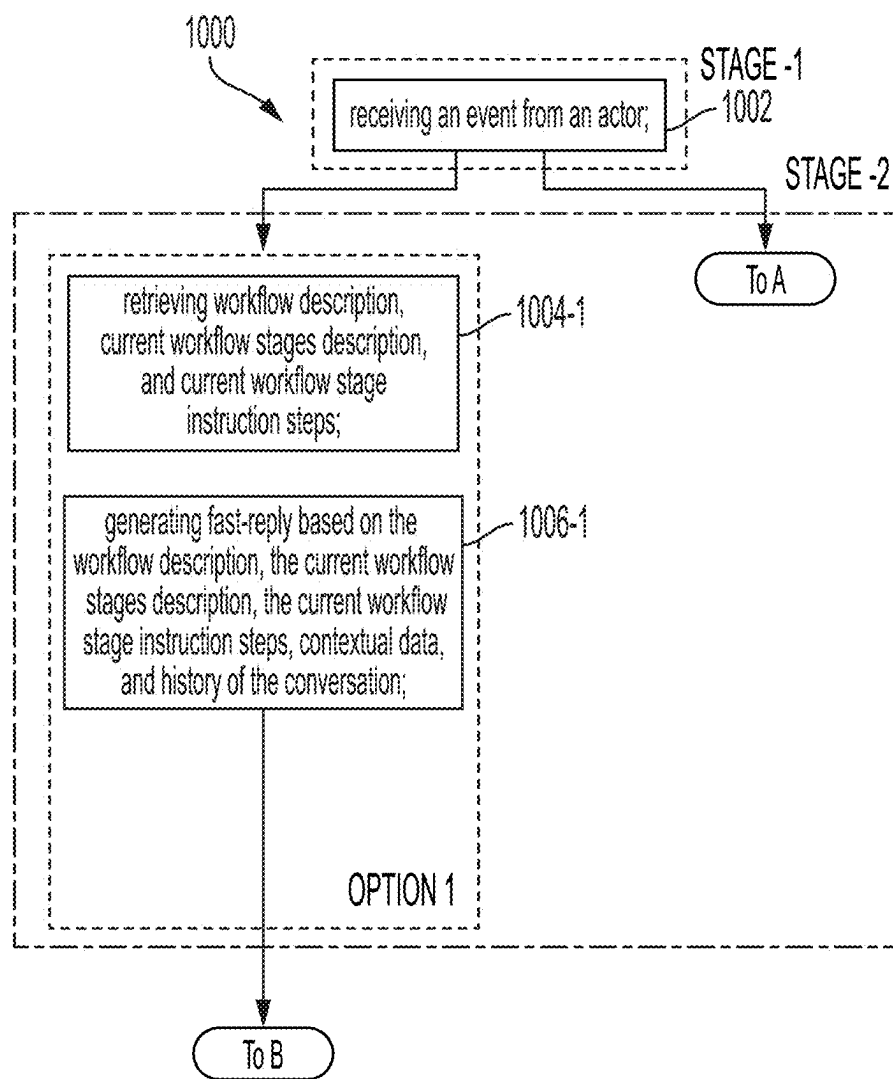 1000
STAGE -1
receiving an event from an actor;
1002
STAGE -2
To A
retrieving workflow description,
current workflow stages description,
and current workflow stage
instruction steps;
1004-1
generating fast-reply based on the
workflow description, the current workflow
stages description, the current workflow
stage instruction steps, contextual data,
and history of the conversation;
1006-1
OPTION 1
To B